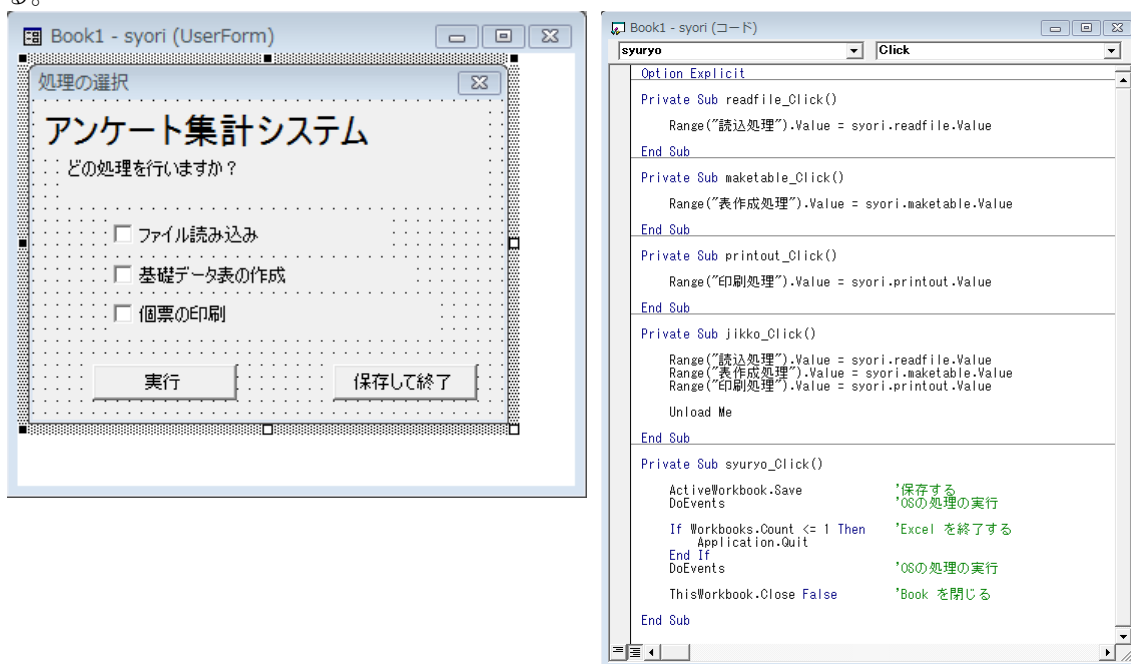 る。
Book1 - syori (UserForm)
処理の選択
アンケート集計システム
どの処理を行いますか？
ファイル読み込み
基礎データ表の作成
個票の印刷
実行
保存して終了
Book1 - syori (コード)
syuryo
Click
Option Explicit
Private Sub readfile_Click()
Range("読込処理").Value = syori.readfile.Value
End Sub
Private Sub maketable_Click()
Range("表作成処理").Value = syori.maketable.Value
End Sub
Private Sub printout_Click()
Range("印刷処理").Value = syori.printout.Value
End Sub
Private Sub jikko_Click()
Range("読込処理").Value = syori.readfile.Value
Range("表作成処理").Value = syori.maketable.Value
Range("印刷処理").Value = syori.printout.Value
Unload Me
End Sub
Private Sub syuryo_Click()
ActiveWorkbook.Save '保存する
DoEvents 'OSの処理の実行
If Workbooks.Count <= 1 Then 'Excel を終了する
Application.Quit
End If
DoEvents 'OSの処理の実行
ThisWorkbook.Close False 'Book を閉じる
End Sub